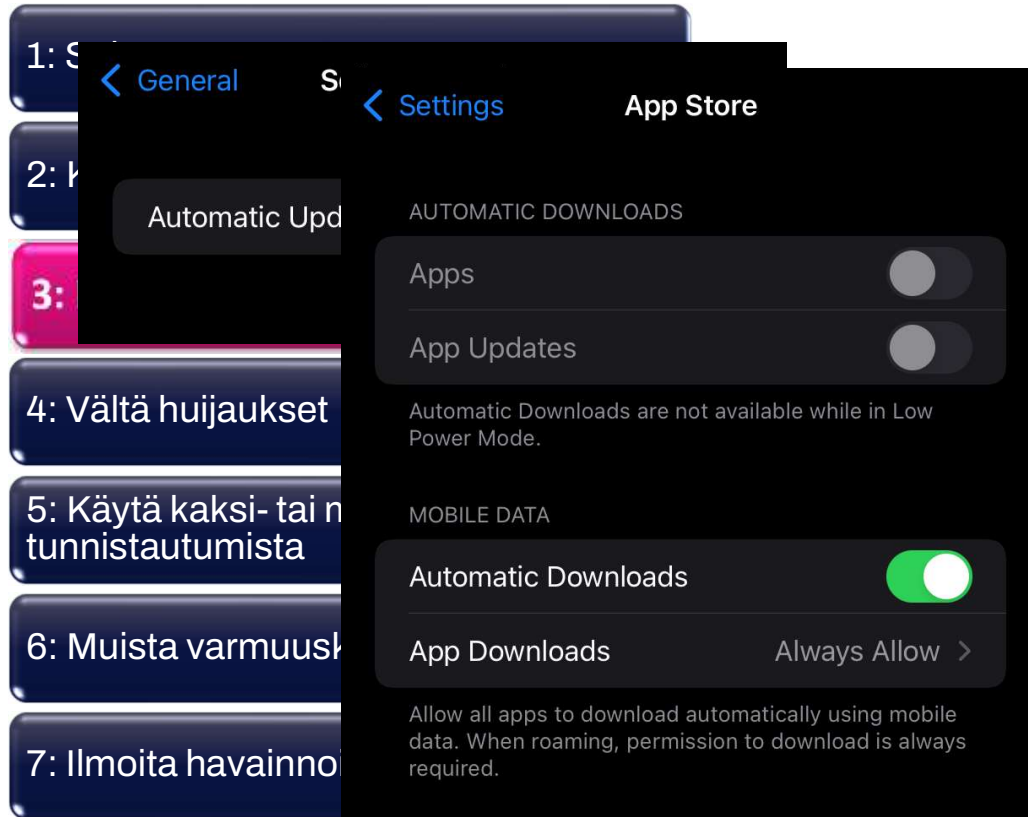 1: S
General
Settings
App Store
2: K
Automatic Upd
AUTOMATIC DOWNLOADS
Apps
3:
App Updates
4: Vältä huijaukset
Automatic Downloads are not available while in Low
Power Mode.
5: Käytä kaksi- tai
tunnistautumista
MOBILE DATA
Automatic Downloads
6: Muista varmuusk
App Downloads
Always Allow >
7: Ilmoita havainnoi
Allow all apps to download automatically using mobile
data. When roaming, permission to download is always
required.